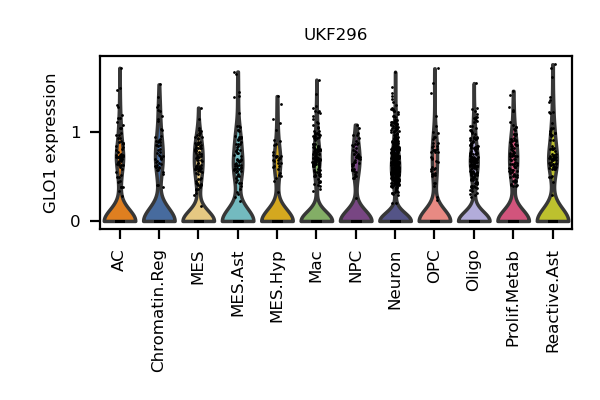 UKF296
GLO1 expression
1
0
AC
Chromatin.Reg
MES
MES.Ast
MES.Hyp
Mac
NPC
Neuron
OPC
Oligo
Prolif.Metab
Reactive.Ast